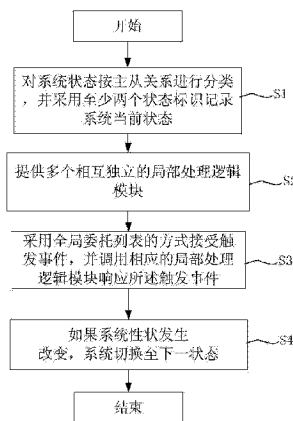 开始
对系统状态按主从关系进行分类
，并采用至少两个状态标识记录
系统当前状态
S1
提供多个相互独立的局部处理逻辑
模块
S2
采用全局委托列表的方式接受触
发事件，并调用相应的局部处理
逻辑模块响应所述触发事件
S3
如果系统性状发生
改变，系统切换至下一状态
S4
结束